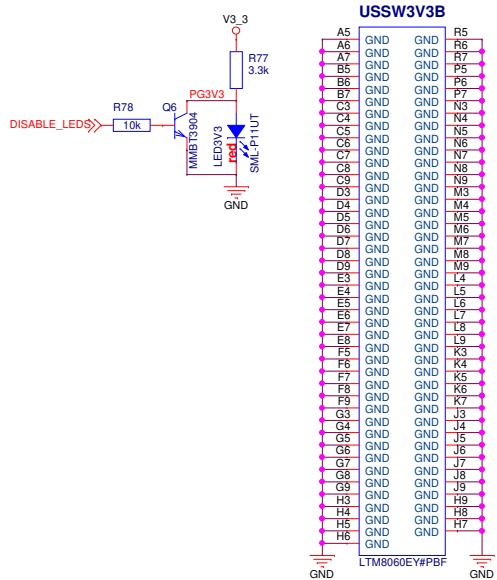 USSW3V3B
V3_3
R77
3.3k
PG3V3
R78
Q6
DISABLE_LEDS
10k
MMBT3904
LED3V3
red
SML-P11UT
GND
A5 GND GND R5
A6 GND GND R6
A7 GND GND R7
B5 GND GND P5
B6 GND GND P6
B7 GND GND P7
C3 GND GND N3
C4 GND GND N4
C5 GND GND N5
C6 GND GND N6
C7 GND GND N7
C8 GND GND N8
C9 GND GND N9
D3 GND GND M3
D4 GND GND M4
D5 GND GND M5
D6 GND GND M6
D7 GND GND M7
D8 GND GND M8
D9 GND GND M9
E3 GND GND L4
E4 GND GND L5
E5 GND GND L6
E6 GND GND L7
E7 GND GND L8
E8 GND GND L9
F5 GND GND K3
F6 GND GND K4
F7 GND GND K5
F8 GND GND K6
F9 GND GND K7
G3 GND GND J3
G4 GND GND J4
G5 GND GND J5
G6 GND GND J6
G7 GND GND J7
G8 GND GND J8
G9 GND GND J9
H3 GND GND H9
H4 GND GND H8
H5 GND GND H7
H6 GND
LTM8060EY#PBF
GND GND